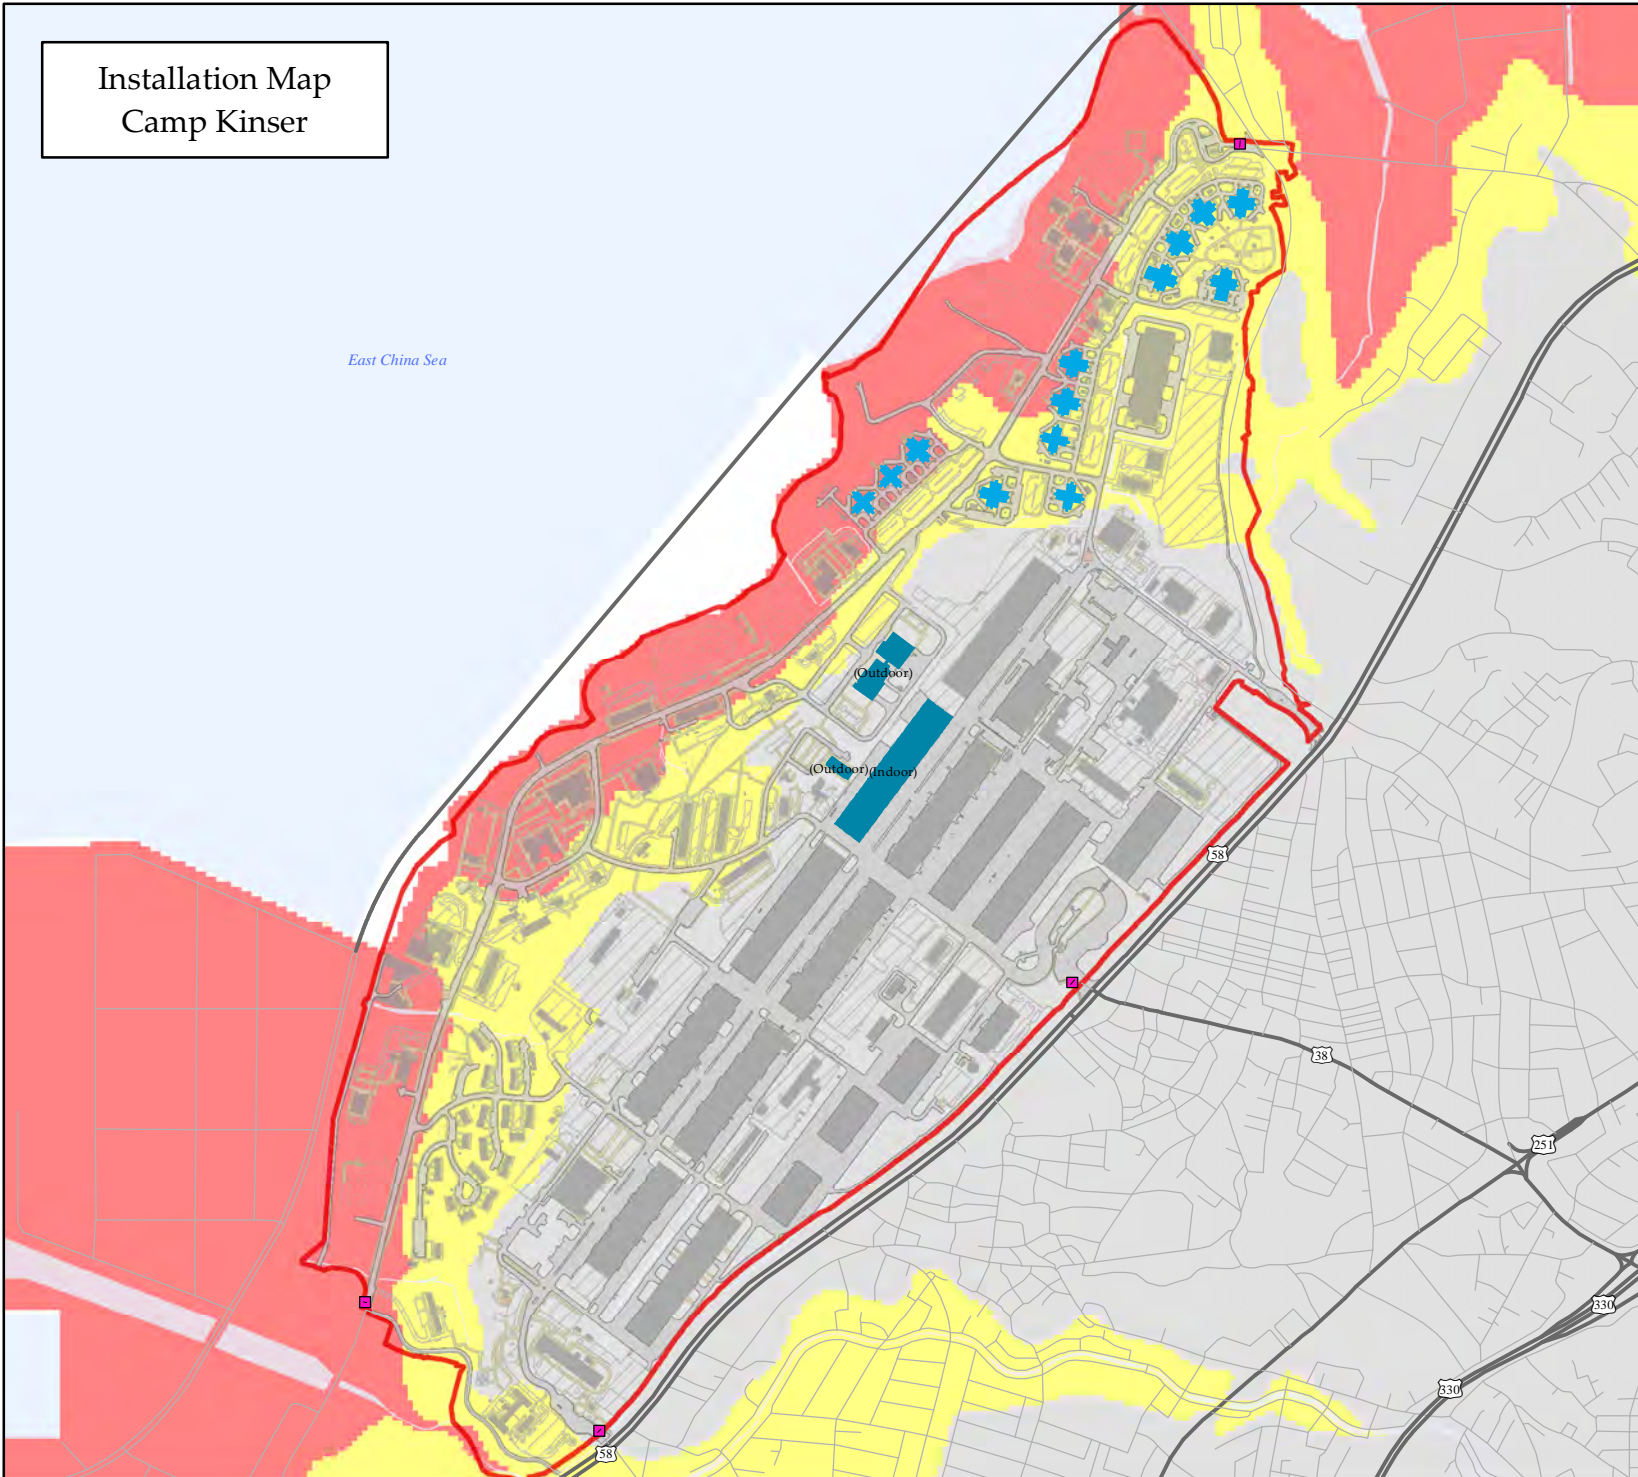 Installation Map
Camp Kinser
East China Sea
(Outdoor)
(Outdoor)
(Indoor)
58
38
251
330
330
58